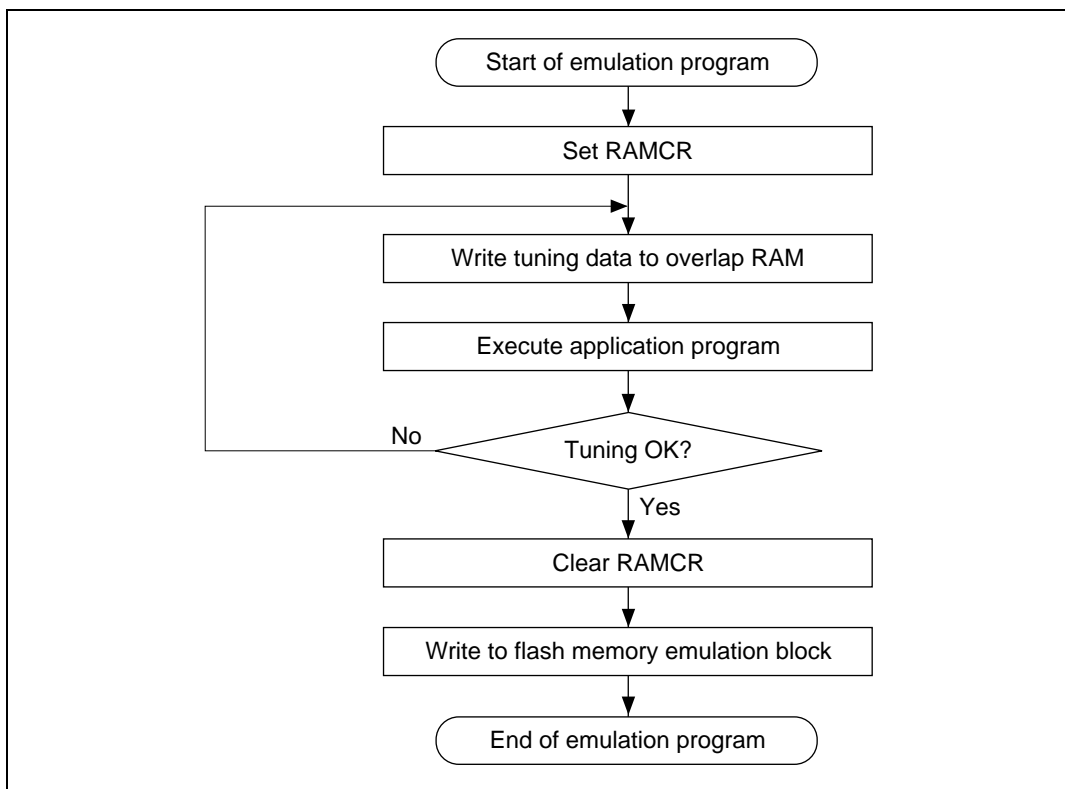 Start of emulation program
Set RAMCR
Write tuning data to overlap RAM
Execute application program
No
Tuning OK?
Yes
Clear RAMCR
Write to flash memory emulation block
End of emulation program